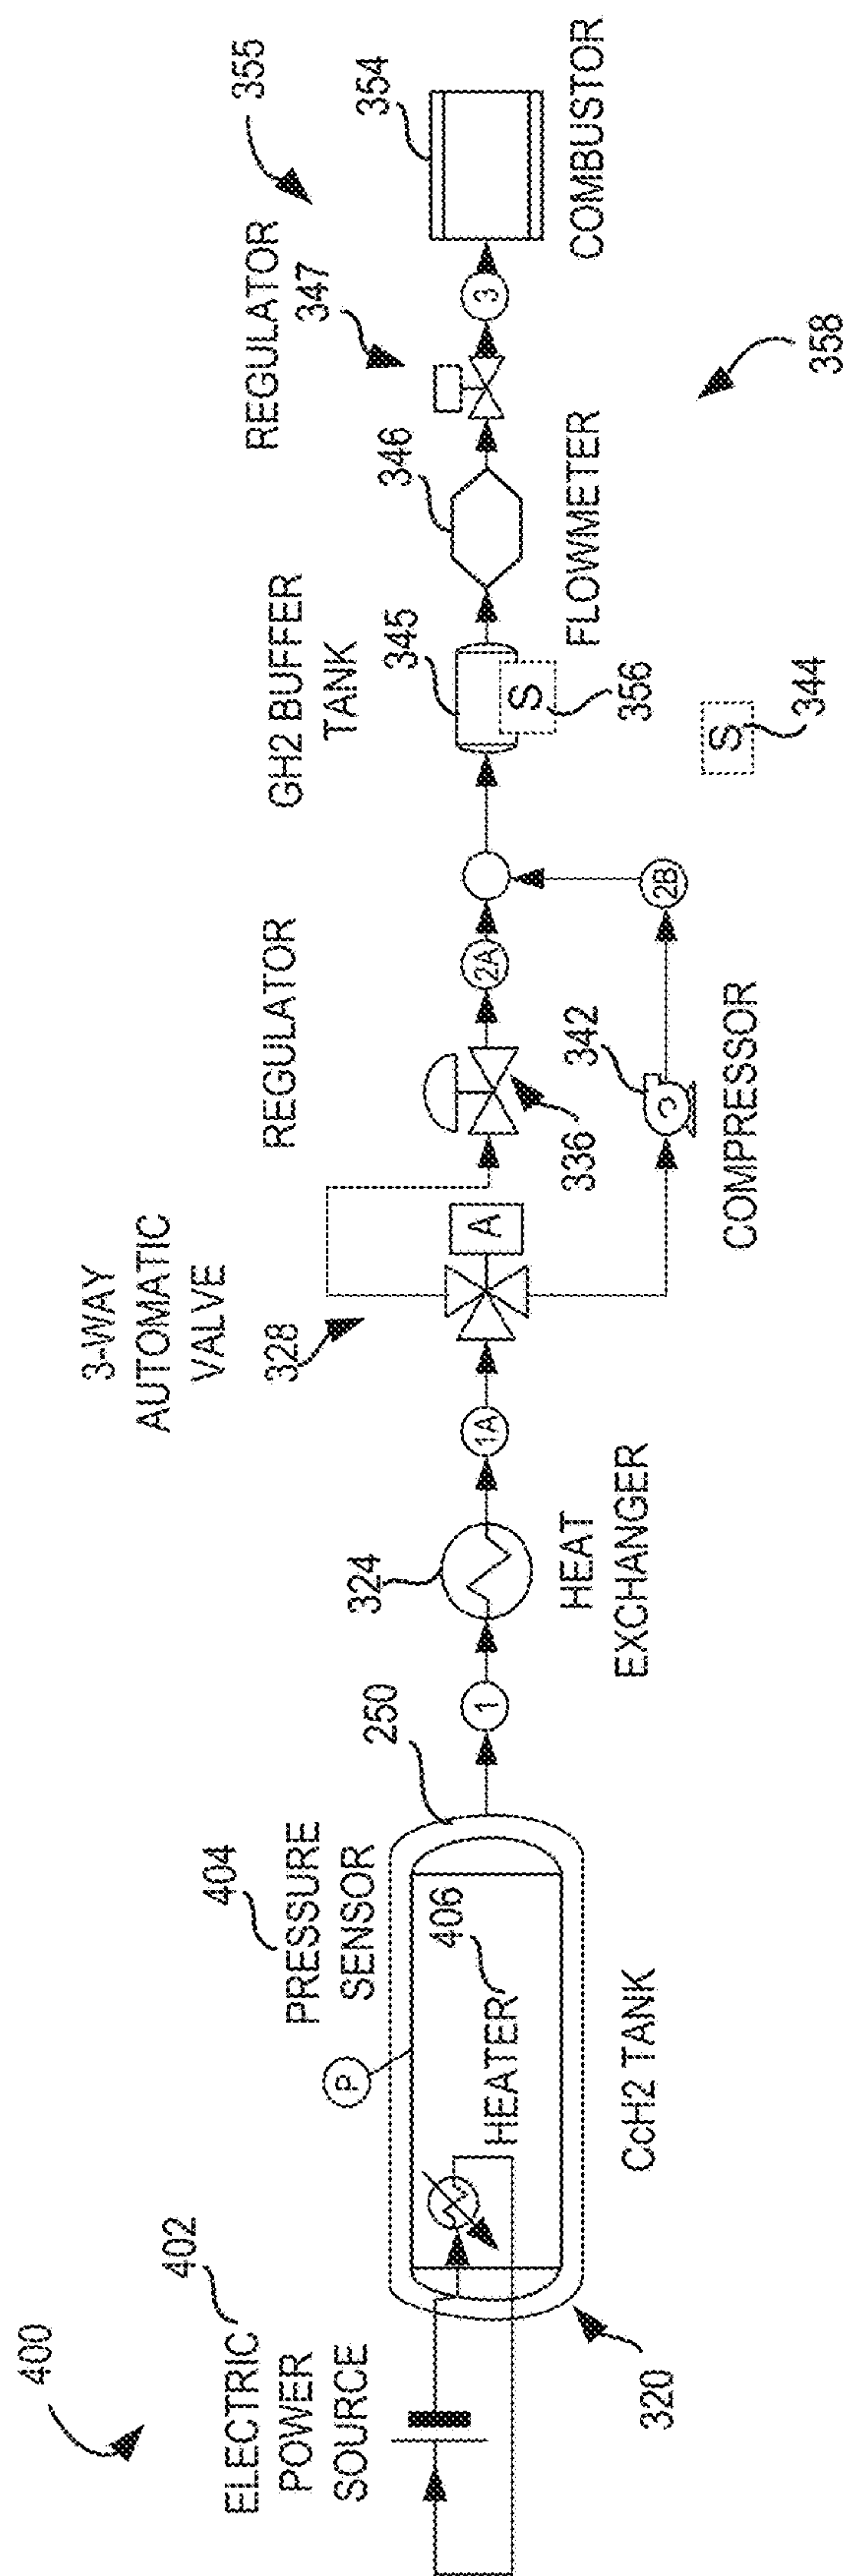 400
402
ELECTRIC
POWER
SOURCE
404
PRESSURE
SENSOR
P
406
HEATER
CcH2 TANK
320
250
1
324
HEAT
EXCHANGER
1A
3-WAY
AUTOMATIC
VALVE
328
A
REGULATOR
336
2A
342
COMPRESSOR
2B
GH2 BUFFER
TANK
345
S
356
S
344
346
FLOWMETER
REGULATOR
347
3
355
354
COMBUSTOR
358